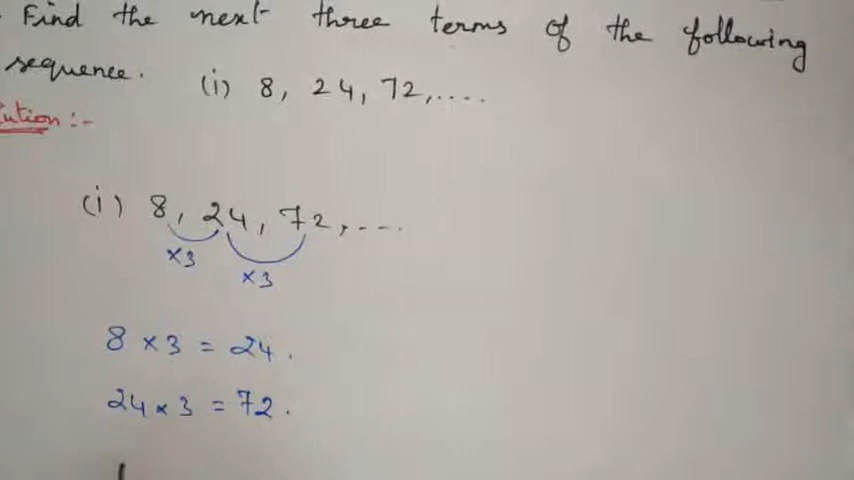 Find the next three terms of the following
sequence. (i) 8, 24, 72,....
ution :-
(i) 8, 24, 72,....
×3 ×3
8 × 3 = 24.
24 × 3 = 72.